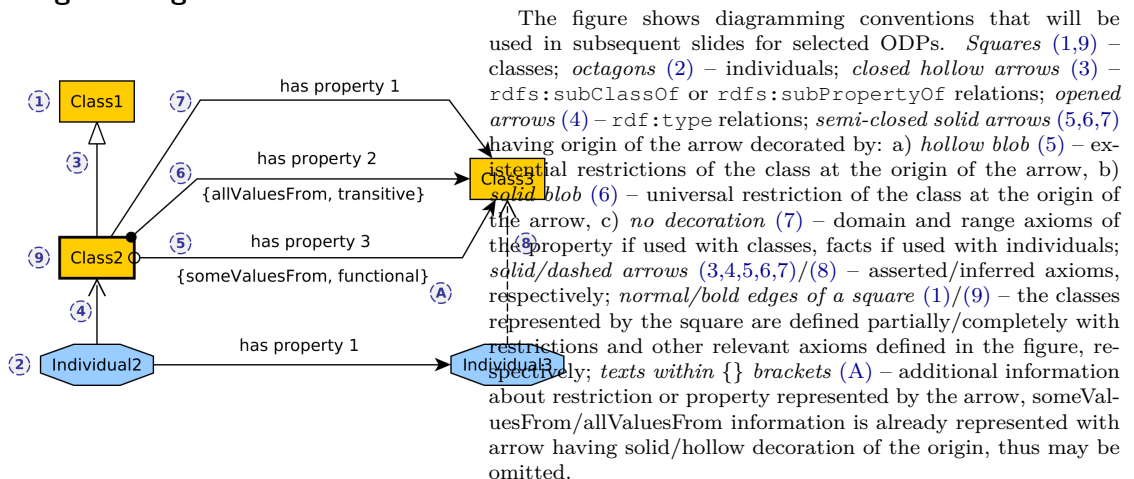 1
Class1
7
has property 1
3
6
has property 2
{allValuesFrom, transitive}
Class3
9
Class2
5
has property 3
{someValuesFrom, functional}
8
A
4
2
Individual2
has property 1
Individual3
The figure shows diagramming conventions that will be
used in subsequent slides for selected ODPs. Squares (1,9) –
classes; octagons (2) – individuals; closed hollow arrows (3) –
rdfs:subClassOf or rdfs:subPropertyOf relations; opened
arrows (4) – rdf:type relations; semi-closed solid arrows (5,6,7)
having origin of the arrow decorated by: a) hollow blob (5) – ex-
istential restrictions of the class at the origin of the arrow, b)
solid blob (6) – universal restriction of the class at the origin of
the arrow, c) no decoration (7) – domain and range axioms of
the property if used with classes, facts if used with individuals;
solid/dashed arrows (3,4,5,6,7)/(8) – asserted/inferred axioms,
respectively; normal/bold edges of a square (1)/(9) – the classes
represented by the square are defined partially/completely with
restrictions and other relevant axioms defined in the figure, re-
spectively; texts within {} brackets (A) – additional information
about restriction or property represented by the arrow, someVal-
uesFrom/allValuesFrom information is already represented with
arrow having solid/hollow decoration of the origin, thus may be
omitted.